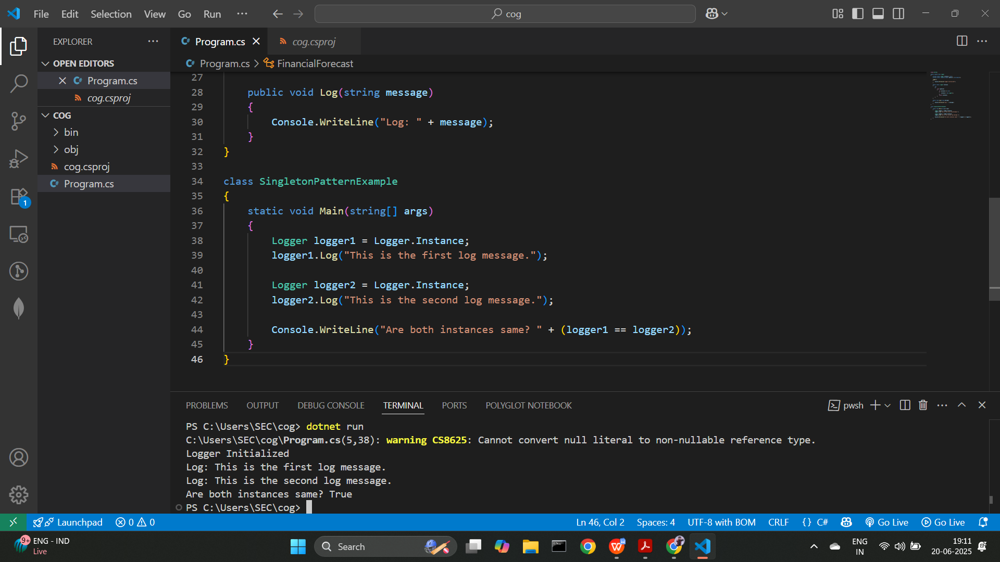 File Edit Selection View Go Run ···
cog
EXPLORER
OPEN EDITORS
Program.cs
cog.csproj
COG
bin
obj
cog.csproj
Program.cs
1
Program.cs
cog.csproj
Program.cs > FinancialForecast
27
28 public void Log(string message)
29 {
30 Console.WriteLine("Log: " + message);
31 }
32 }
33
34 class SingletonPatternExample
35 {
36 static void Main(string[] args)
37 {
38 Logger logger1 = Logger.Instance;
39 logger1.Log("This is the first log message.");
40
41 Logger logger2 = Logger.Instance;
42 logger2.Log("This is the second log message.");
43
44 Console.WriteLine("Are both instances same? " + (logger1 == logger2));
45 }
46 }
PROBLEMS OUTPUT DEBUG CONSOLE TERMINAL PORTS POLYGLOT NOTEBOOK
pwsh
PS C:\Users\SEC\cog> dotnet run
C:\Users\SEC\cog\Program.cs(5,38): warning CS8625: Cannot convert null literal to non-nullable reference type.
Logger Initialized
Log: This is the first log message.
Log: This is the second log message.
Are both instances same? True
PS C:\Users\SEC\cog>
Launchpad 0 0
Ln 46, Col 2 Spaces: 4 UTF-8 with BOM CRLF {} C# Go Live Go Live
9+
ENG - IND
Live
Search
ENG
IN
19:11
20-06-2025